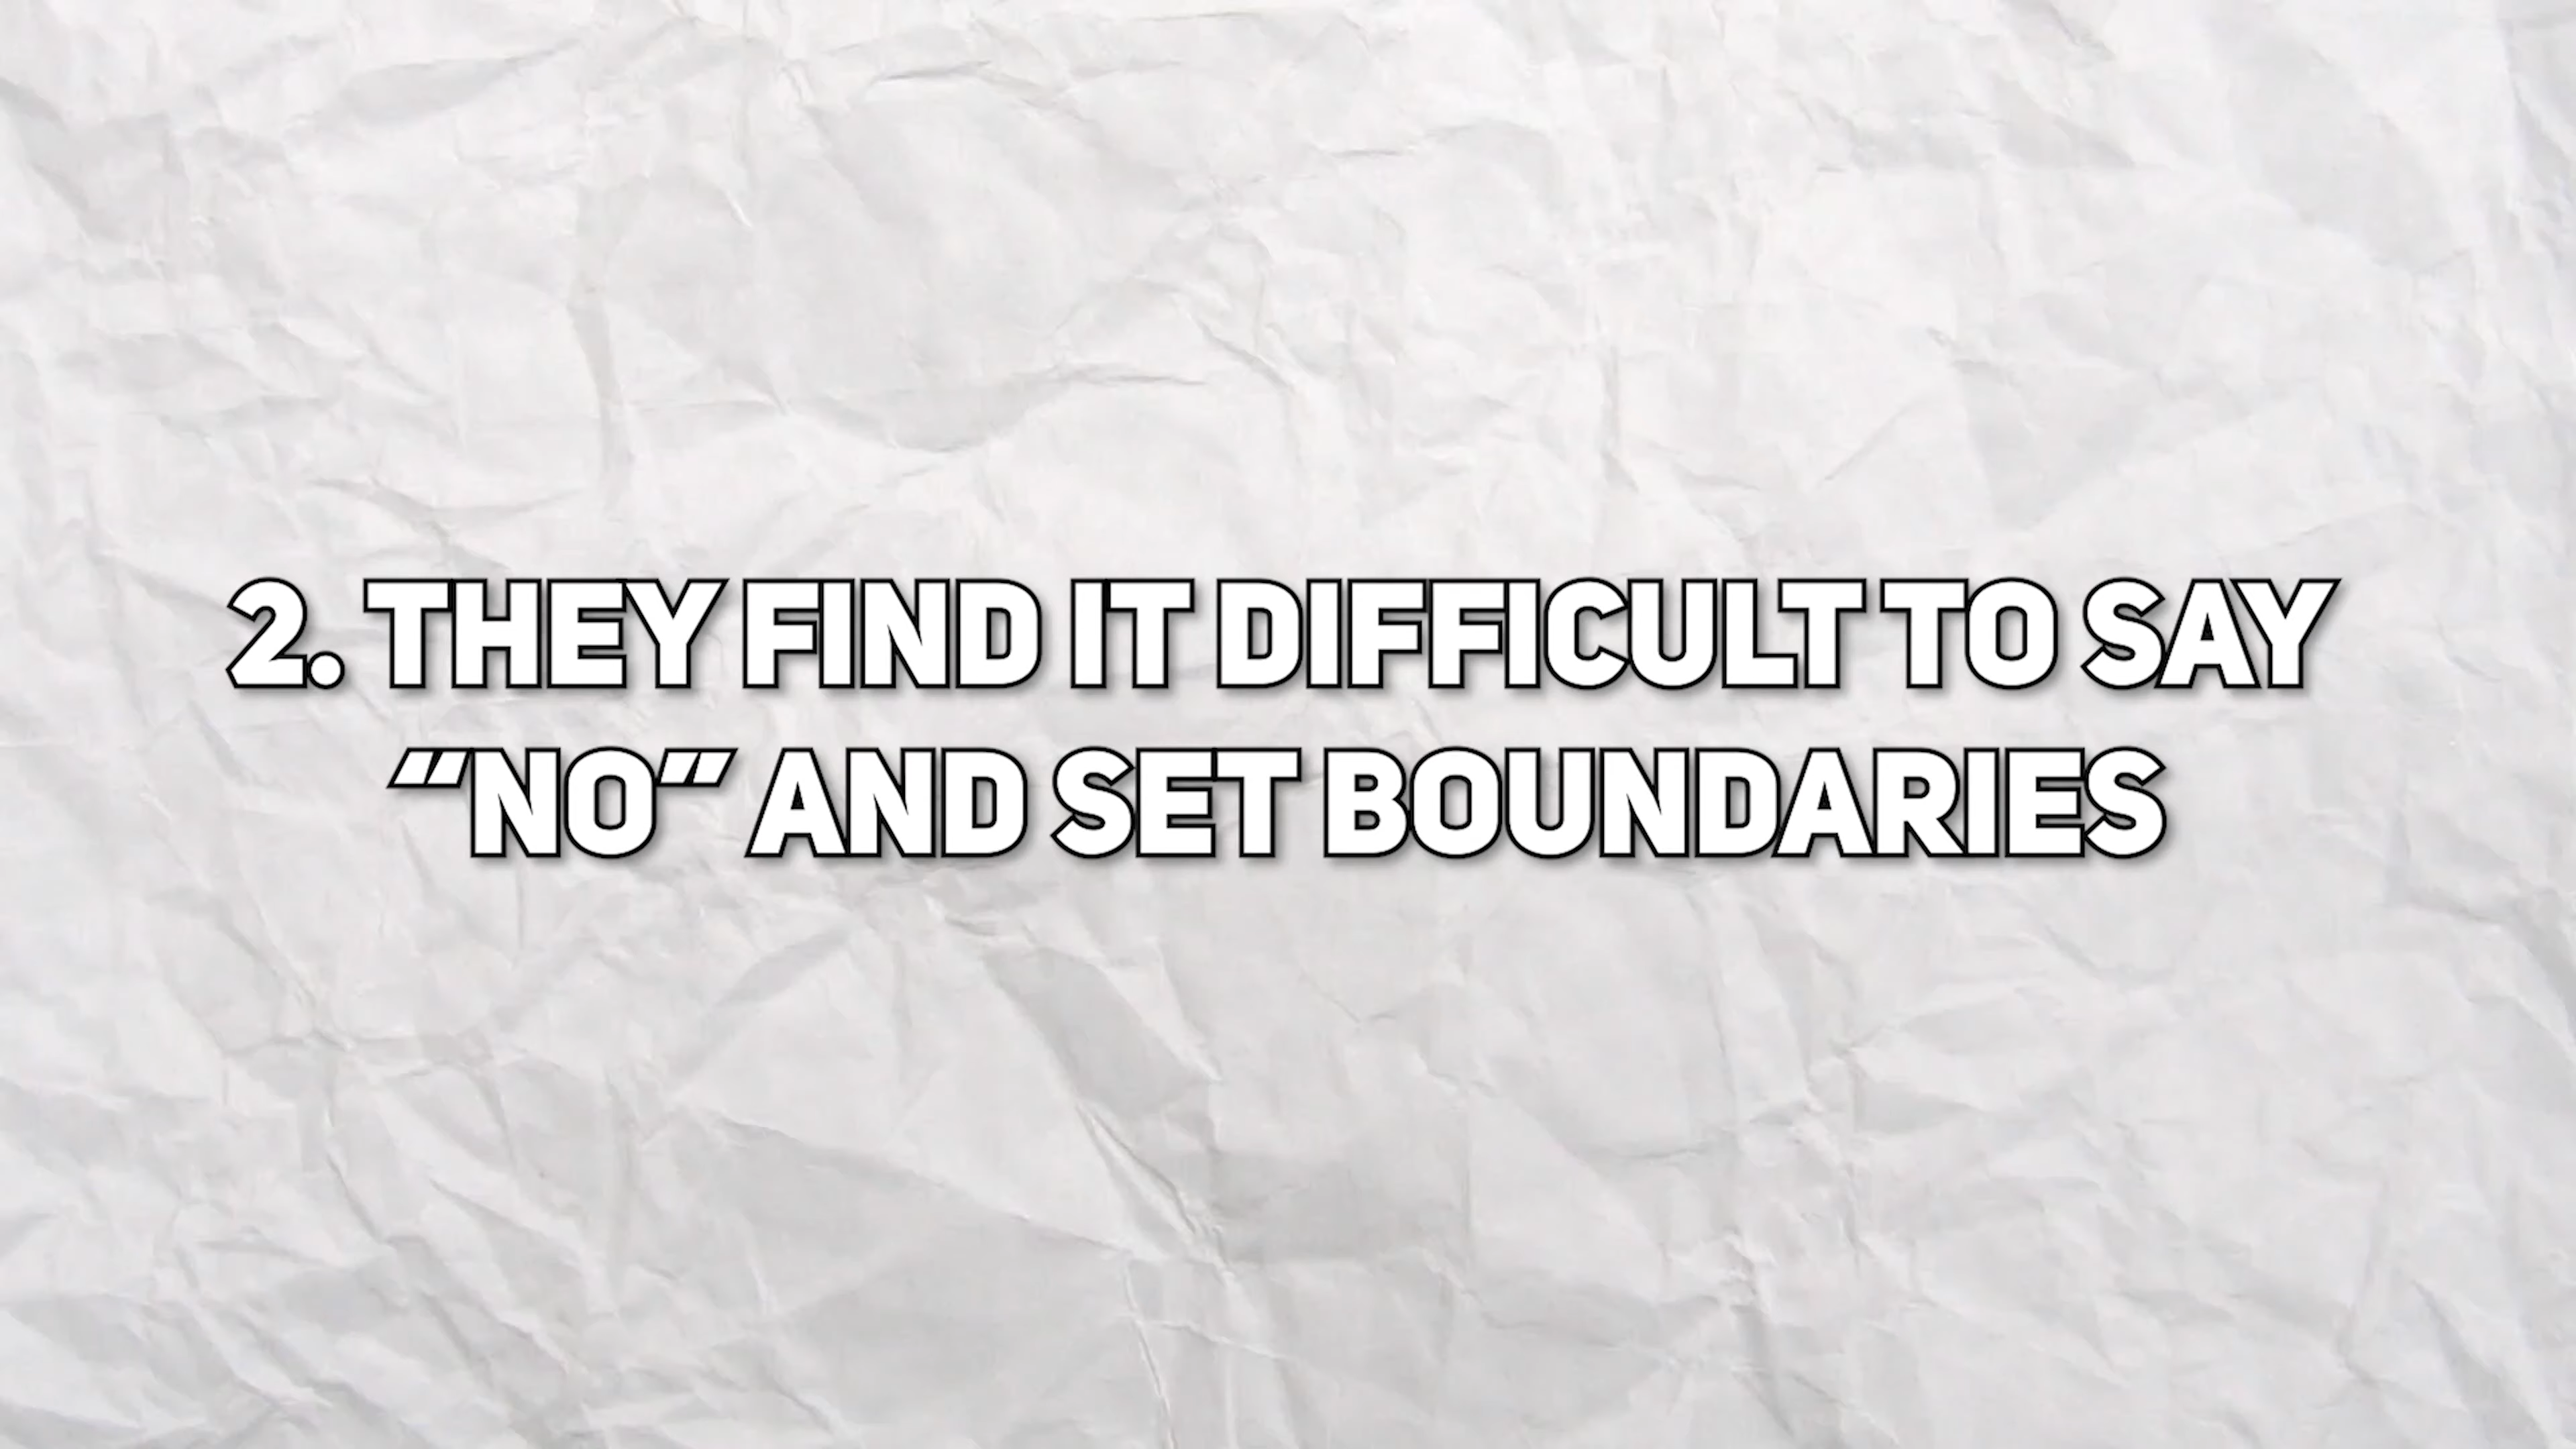 2. THEY FIND IT DIFFICULT TO SAY
“NO” AND SET BOUNDARIES